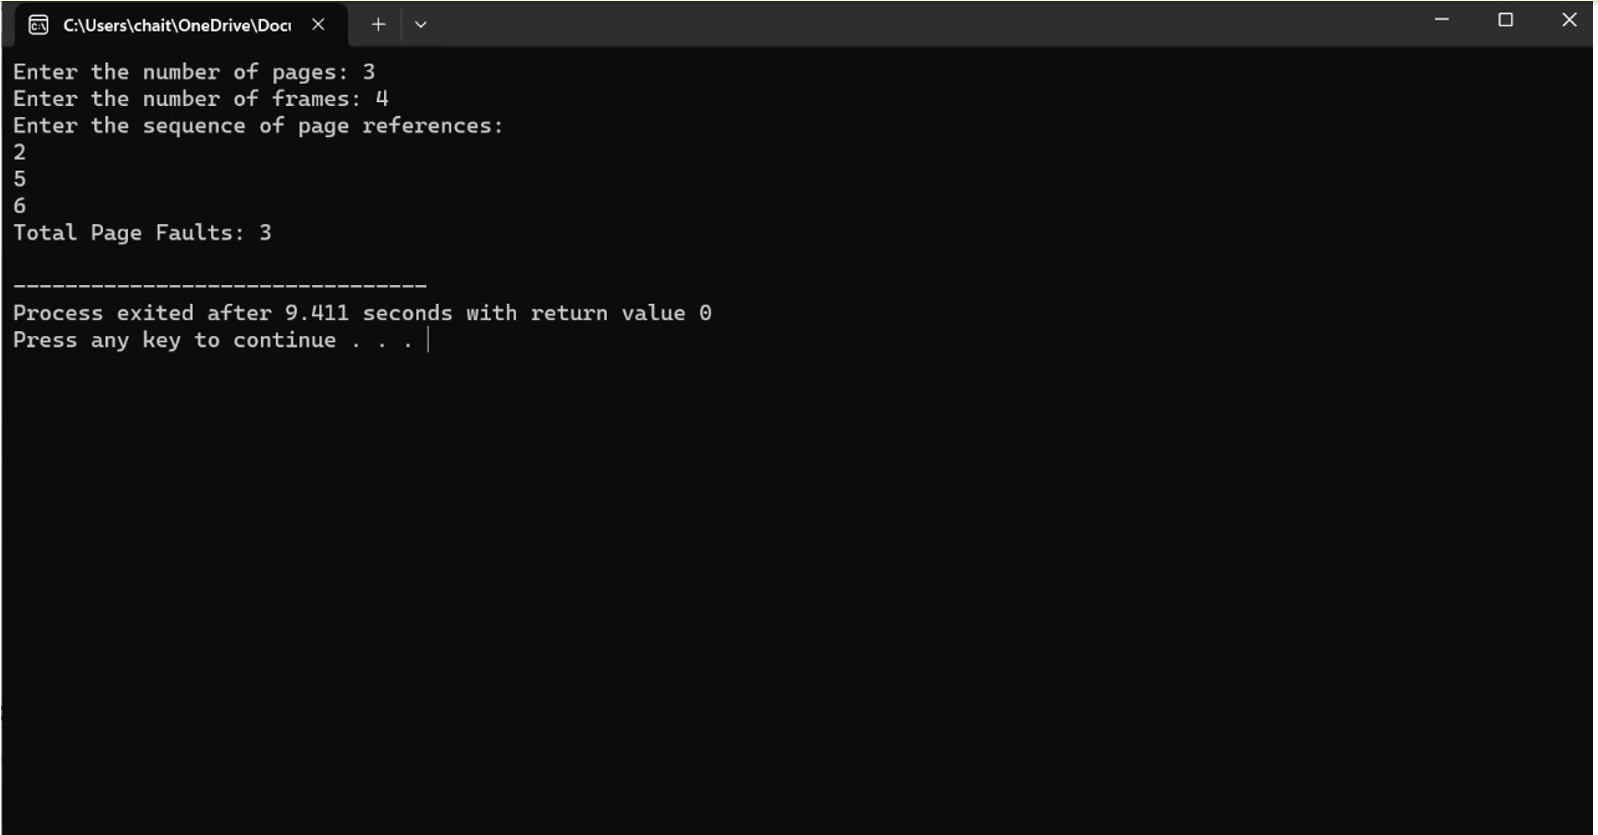 C:\Users\chait\OneDrive\Docu
Enter the number of pages: 3
Enter the number of frames: 4
Enter the sequence of page references:
2
5
6
Total Page Faults: 3
--------------------------------
Process exited after 9.411 seconds with return value 0
Press any key to continue . . .